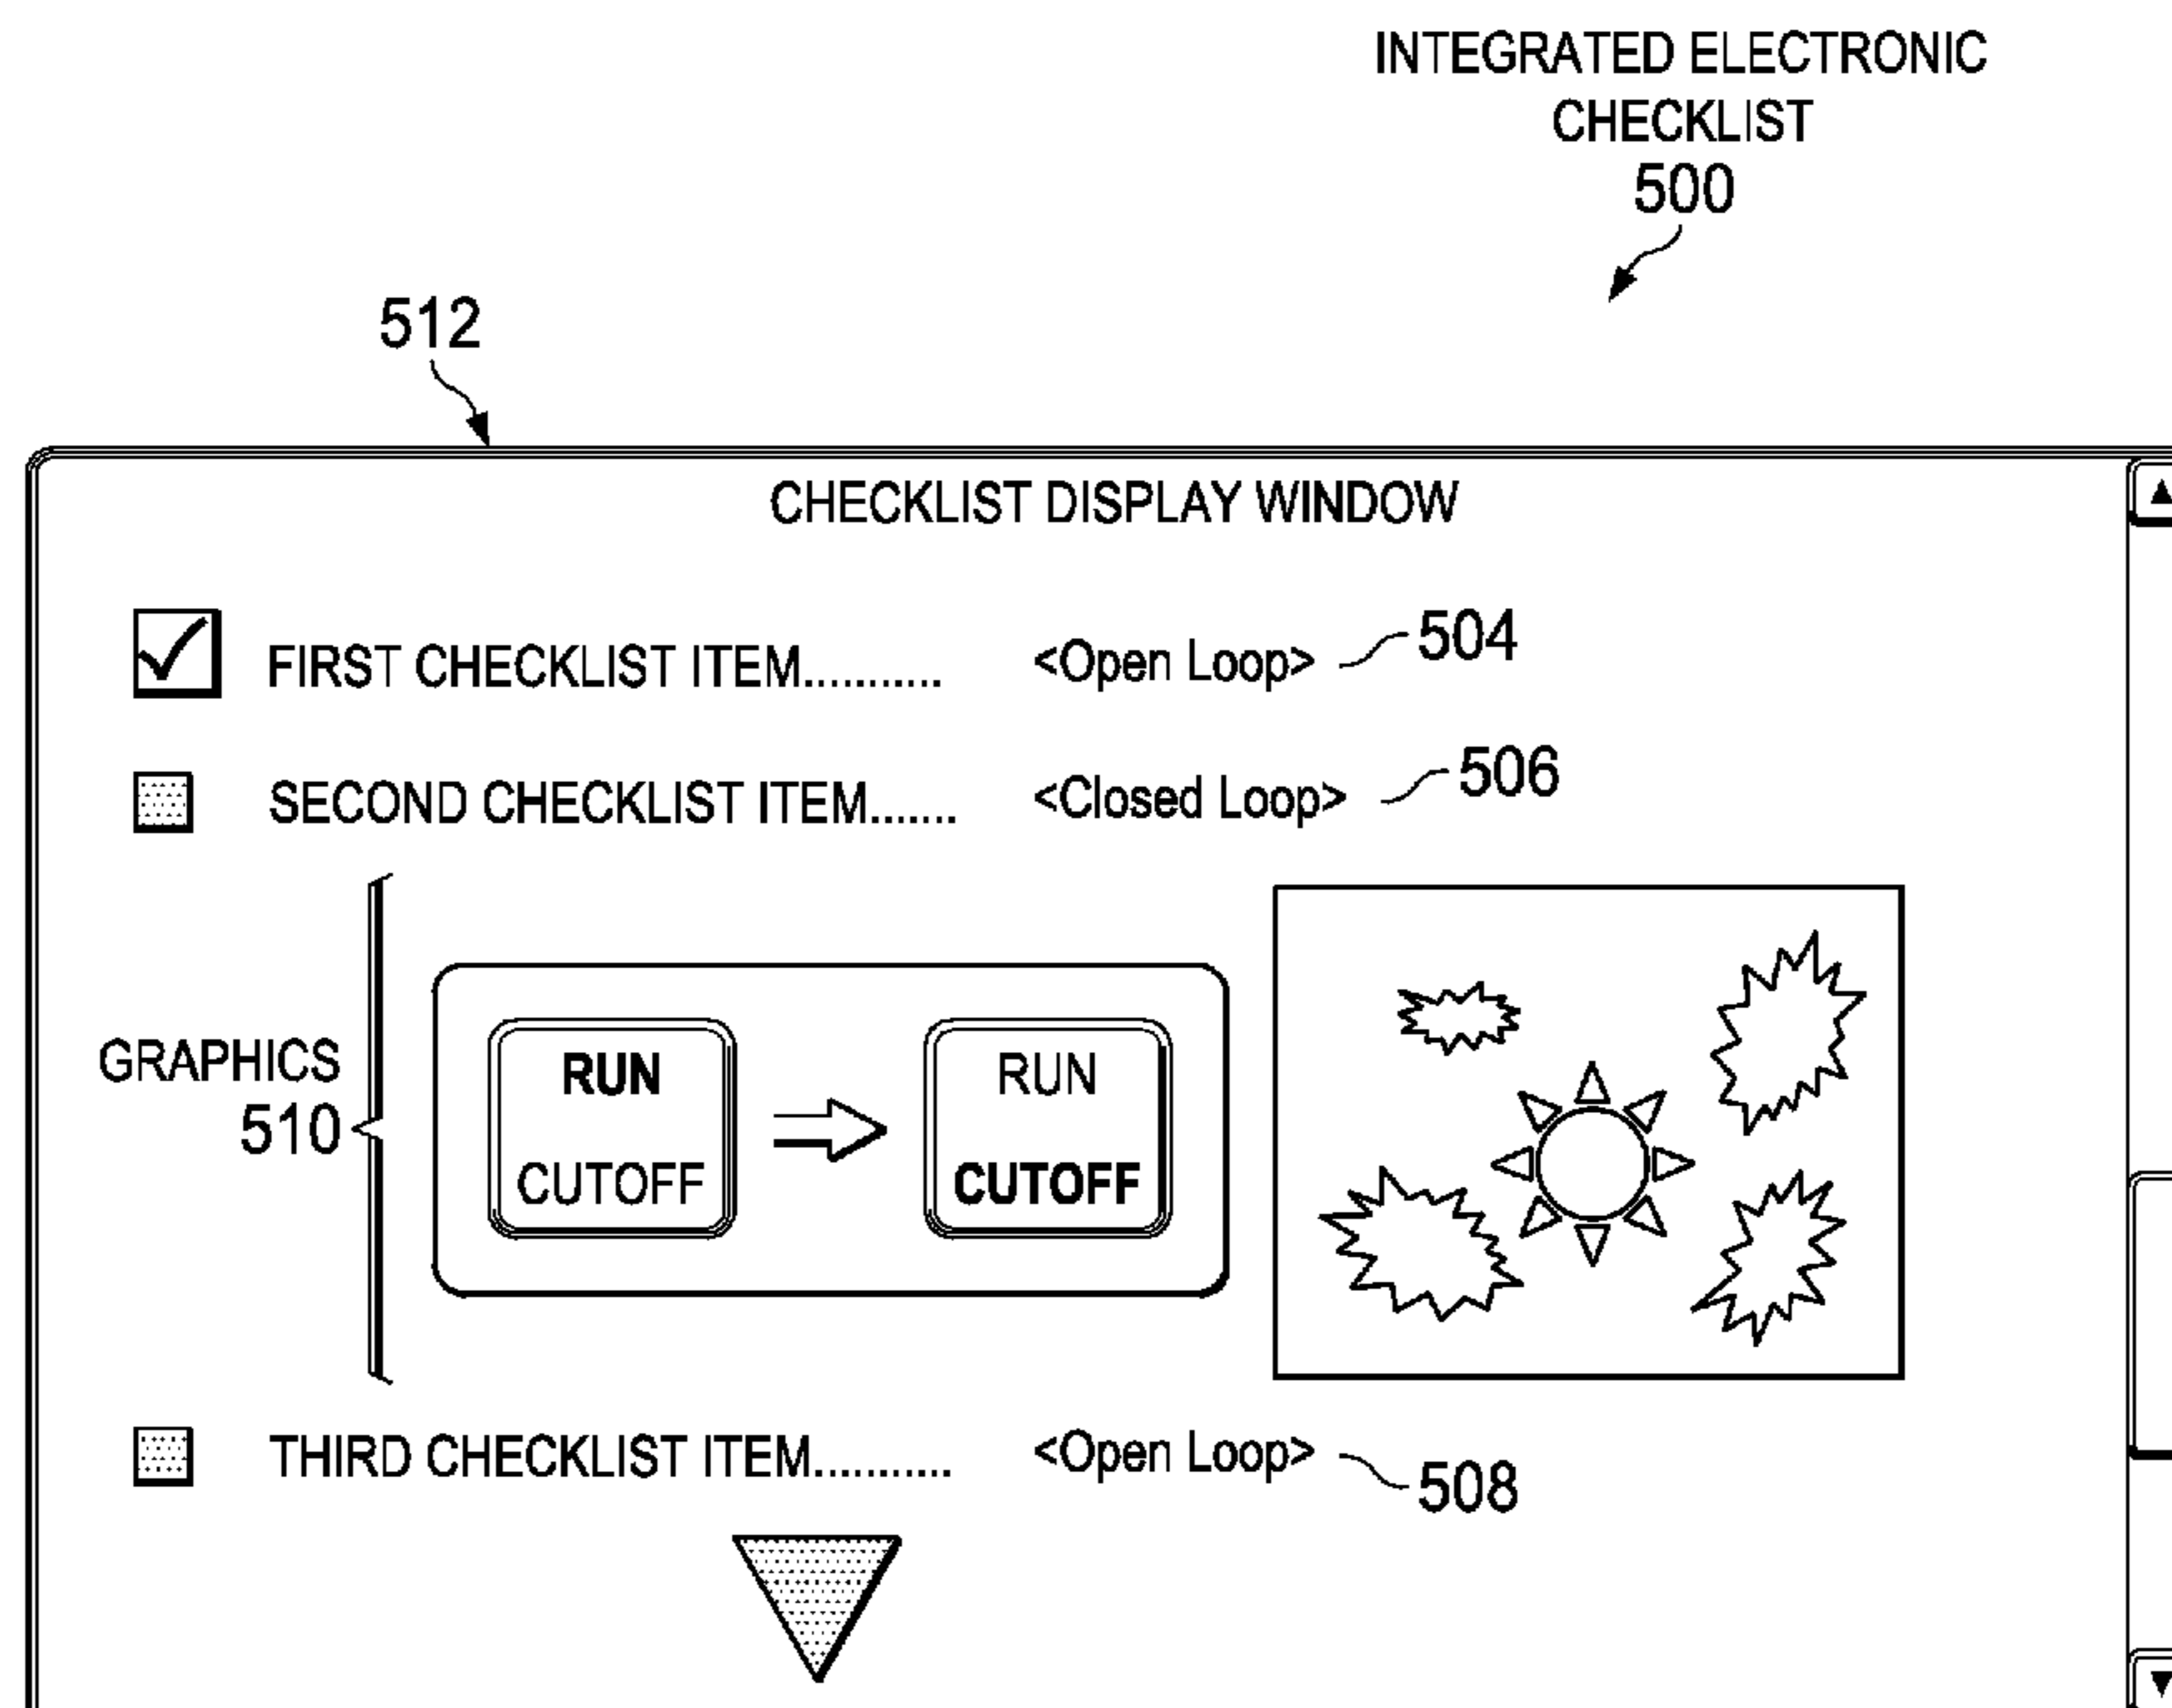 INTEGRATED ELECTRONIC
CHECKLIST
500
512
CHECKLIST DISPLAY WINDOW
FIRST CHECKLIST ITEM........... <Open Loop> 504
SECOND CHECKLIST ITEM....... <Closed Loop> 506
GRAPHICS
510
RUN
CUTOFF
RUN
CUTOFF
THIRD CHECKLIST ITEM........... <Open Loop> 508